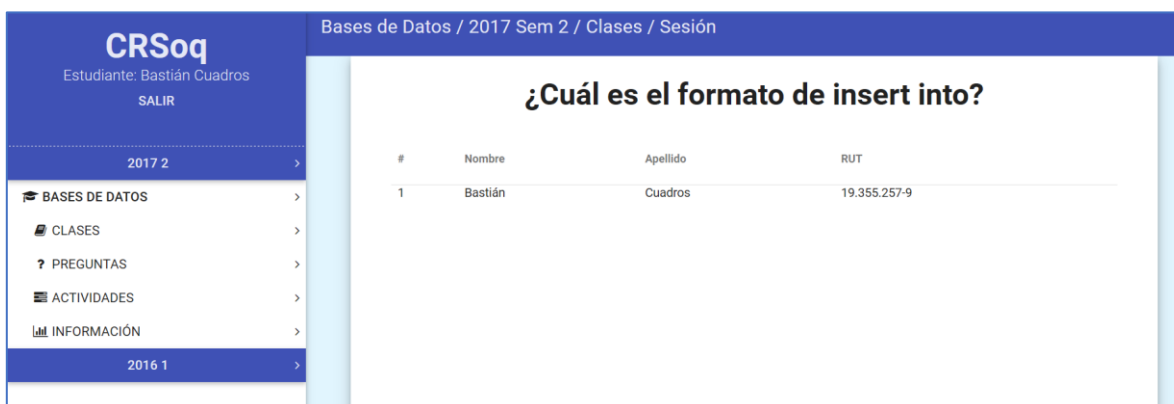 CRSoq
Estudiante: Bastián Cuadros
SALIR
2017 2
BASES DE DATOS
CLASES
? PREGUNTAS
ACTIVIDADES
INFORMACIÓN
2016 1
Bases de Datos / 2017 Sem 2 / Clases / Sesión
¿Cuál es el formato de insert into?
# Nombre Apellido RUT
1 Bastián Cuadros 19.355.257-9